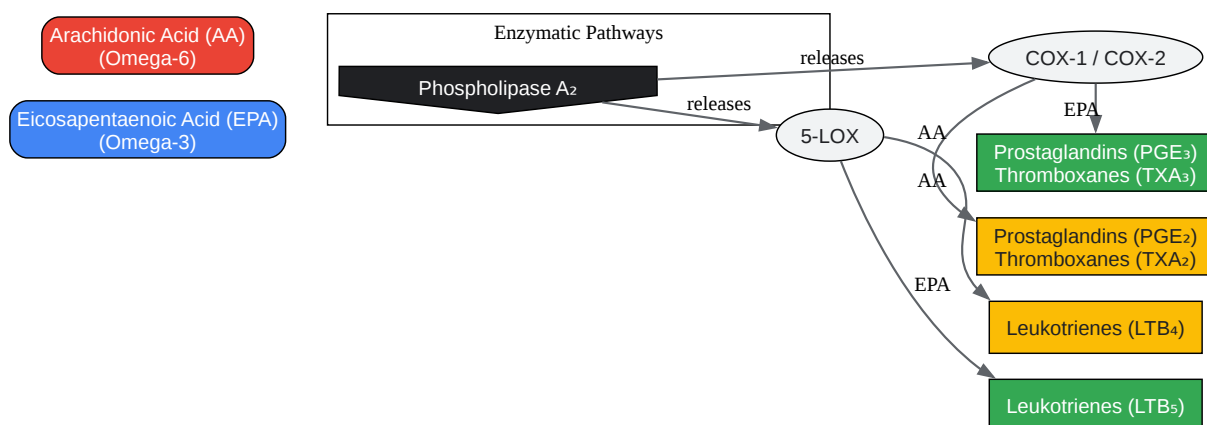 Arachidonic Acid (AA)
(Omega-6)
Eicosapentaenoic Acid (EPA)
(Omega-3)
Enzymatic Pathways
Phospholipase A₂
releases
releases
COX-1 / COX-2
5-LOX
AA
EPA
AA
EPA
Prostaglandins (PGE₃)
Thromboxanes (TXA₃)
Prostaglandins (PGE₂)
Thromboxanes (TXA₂)
Leukotrienes (LTB₄)
Leukotrienes (LTB₅)